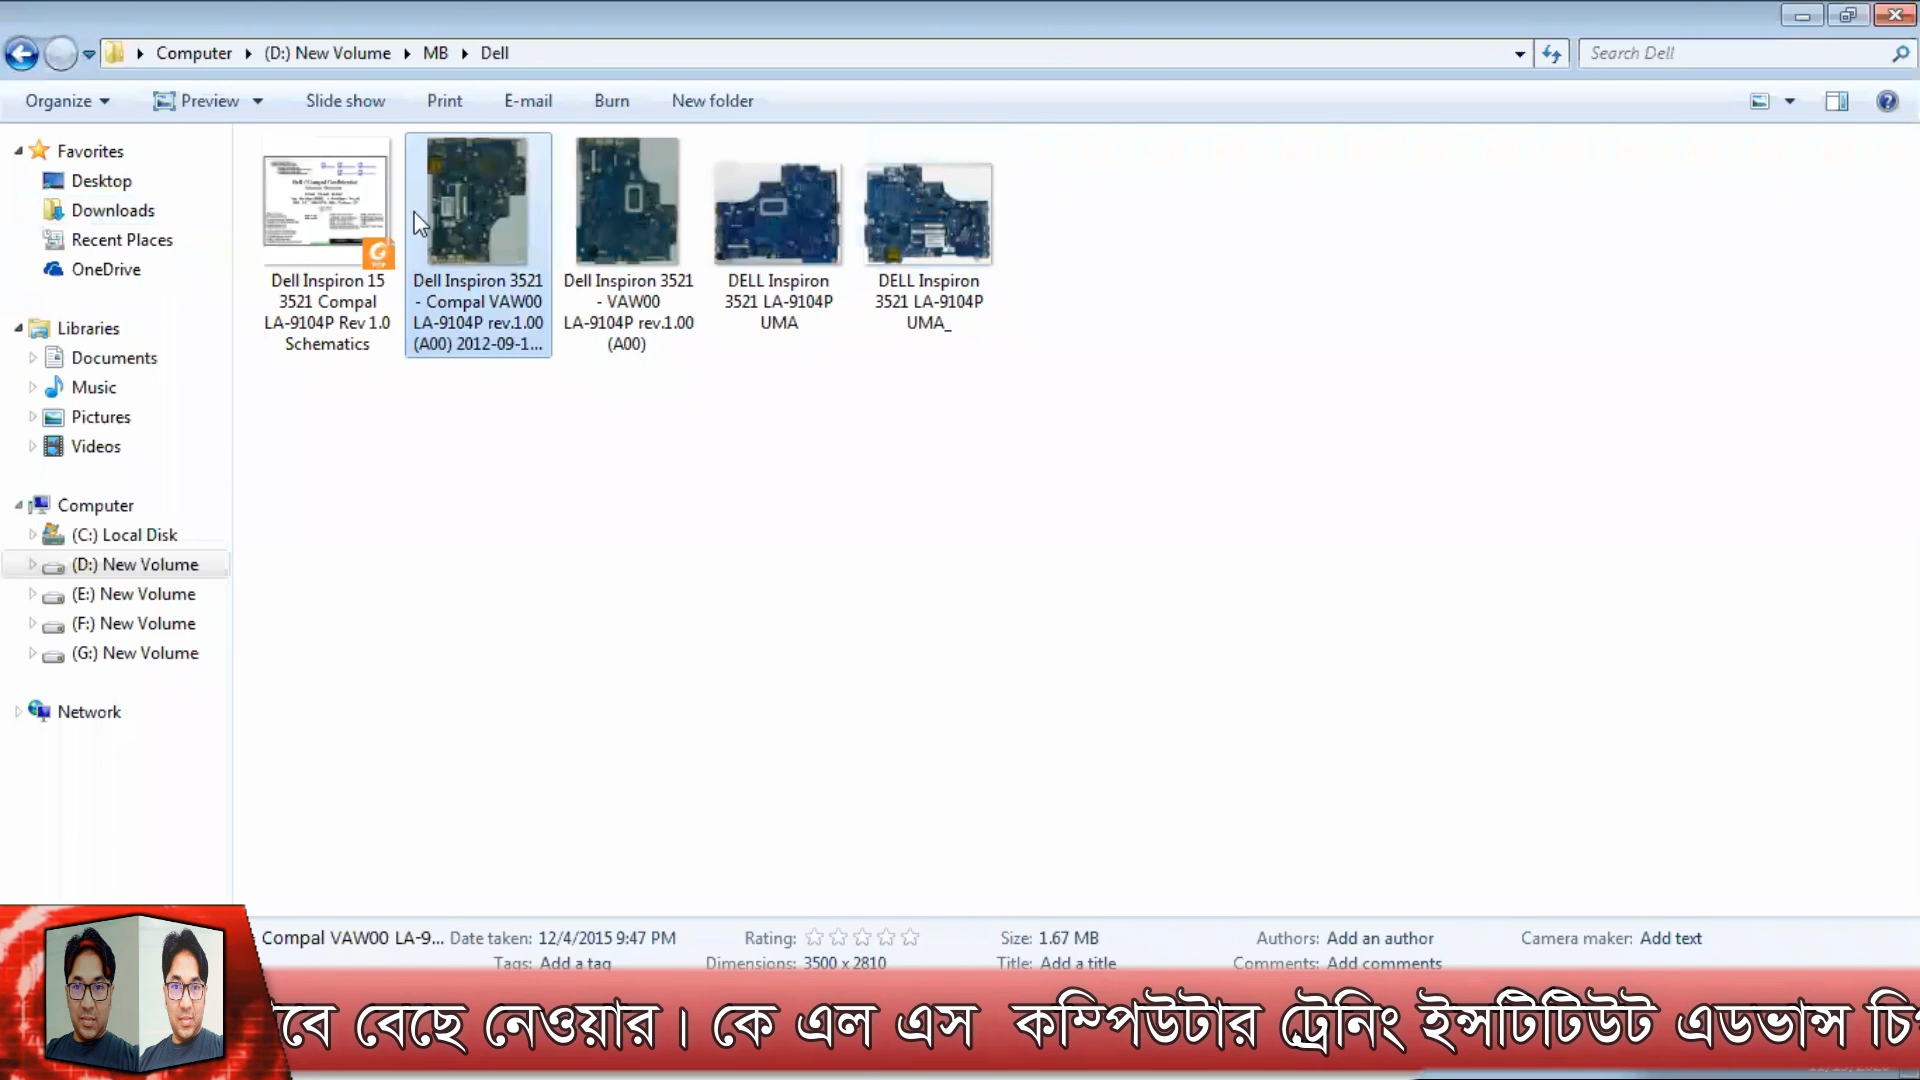 Computer (D:) New Volume MB Dell
Search Dell
Organize Preview Slide show Print E-mail Burn New folder
Favorites
Desktop
Downloads
Recent Places
OneDrive
Libraries
Documents
Music
Pictures
Videos
Computer
(C:) Local Disk
(D:) New Volume
(E:) New Volume
(F:) New Volume
(G:) New Volume
Network
Dell Inspiron 15
3521 Compal
LA-9104P Rev 1.0
Schematics
Dell Inspiron 3521
- Compal VAW00
LA-9104P rev.1.00
(A00) 2012-09-1...
Dell Inspiron 3521
- VAW00
LA-9104P rev.1.00
(A00)
DELL Inspiron
3521 LA-9104P
UMA
DELL Inspiron
3521 LA-9104P
UMA_
Compal VAW00 LA-9... Date taken: 12/4/2015 9:47 PM Rating: Size: 1.67 MB Authors: Add an author Camera maker: Add text
Tags: Add a tag Dimensions: 3500 x 2810 Title: Add a title Comments: Add comments
বেছে নেওয়ার। কে এল এস কম্পিউটার ট্রেনিং ইন্সটিটিউট এডভান্স